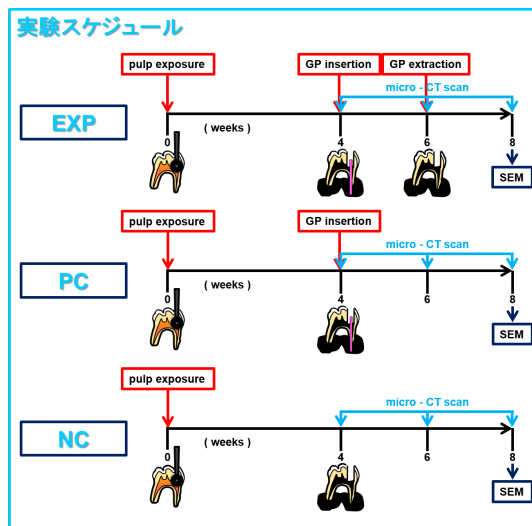 実験スケジュール
pulp exposure
GP insertion
GP extraction
micro - CT scan
EXP
( weeks )
0
4
6
8
SEM
pulp exposure
GP insertion
micro - CT scan
PC
( weeks )
0
4
6
8
SEM
pulp exposure
micro - CT scan
NC
( weeks )
0
4
6
8
SEM